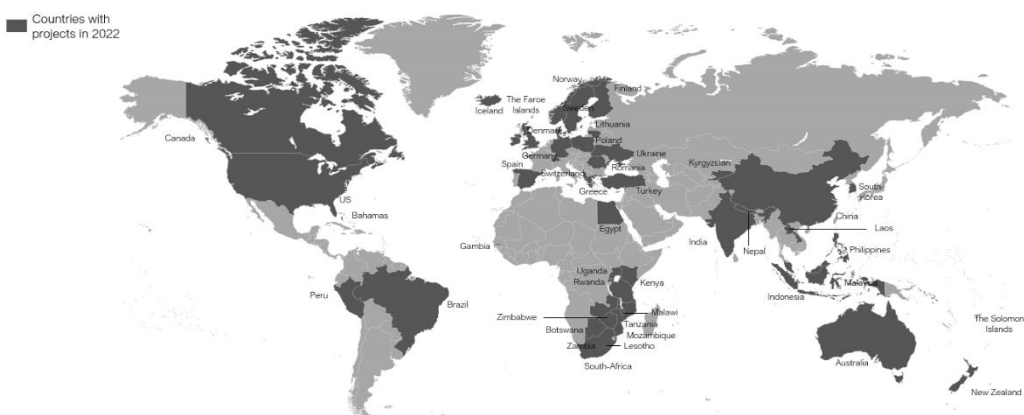 Countries with
projects in 2022
Norway
Finland
Iceland
The Faroe
Islands
Sweden
Lithuania
Denmark
Poland
Canada
Germany
Ukraine
Spain
Romania
Kyrgyzstan
Switzerland
US
Greece
Turkey
South
Korea
Bahamas
China
Egypt
Laos
Gambia
India
Nepal
Philippines
Uganda
Rwanda
Kenya
Malaysia
Peru
Indonesia
Brazil
Zimbabwe
Malawi
The Solomon
Islands
Tanzania
Botswana
Mozambique
Zambia
Lesotho
Australia
South-Africa
New Zealand